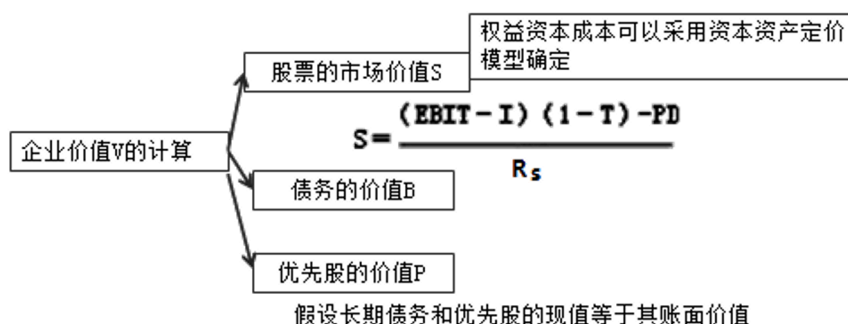 权益资本成本可以采用资本资产定价
模型确定
股票的市场价值S
企业价值V的计算
S=(EBIT-I)(1-T)-PD
Rs
债务的价值B
优先股的价值P
假设长期债务和优先股的现值等于其账面价值